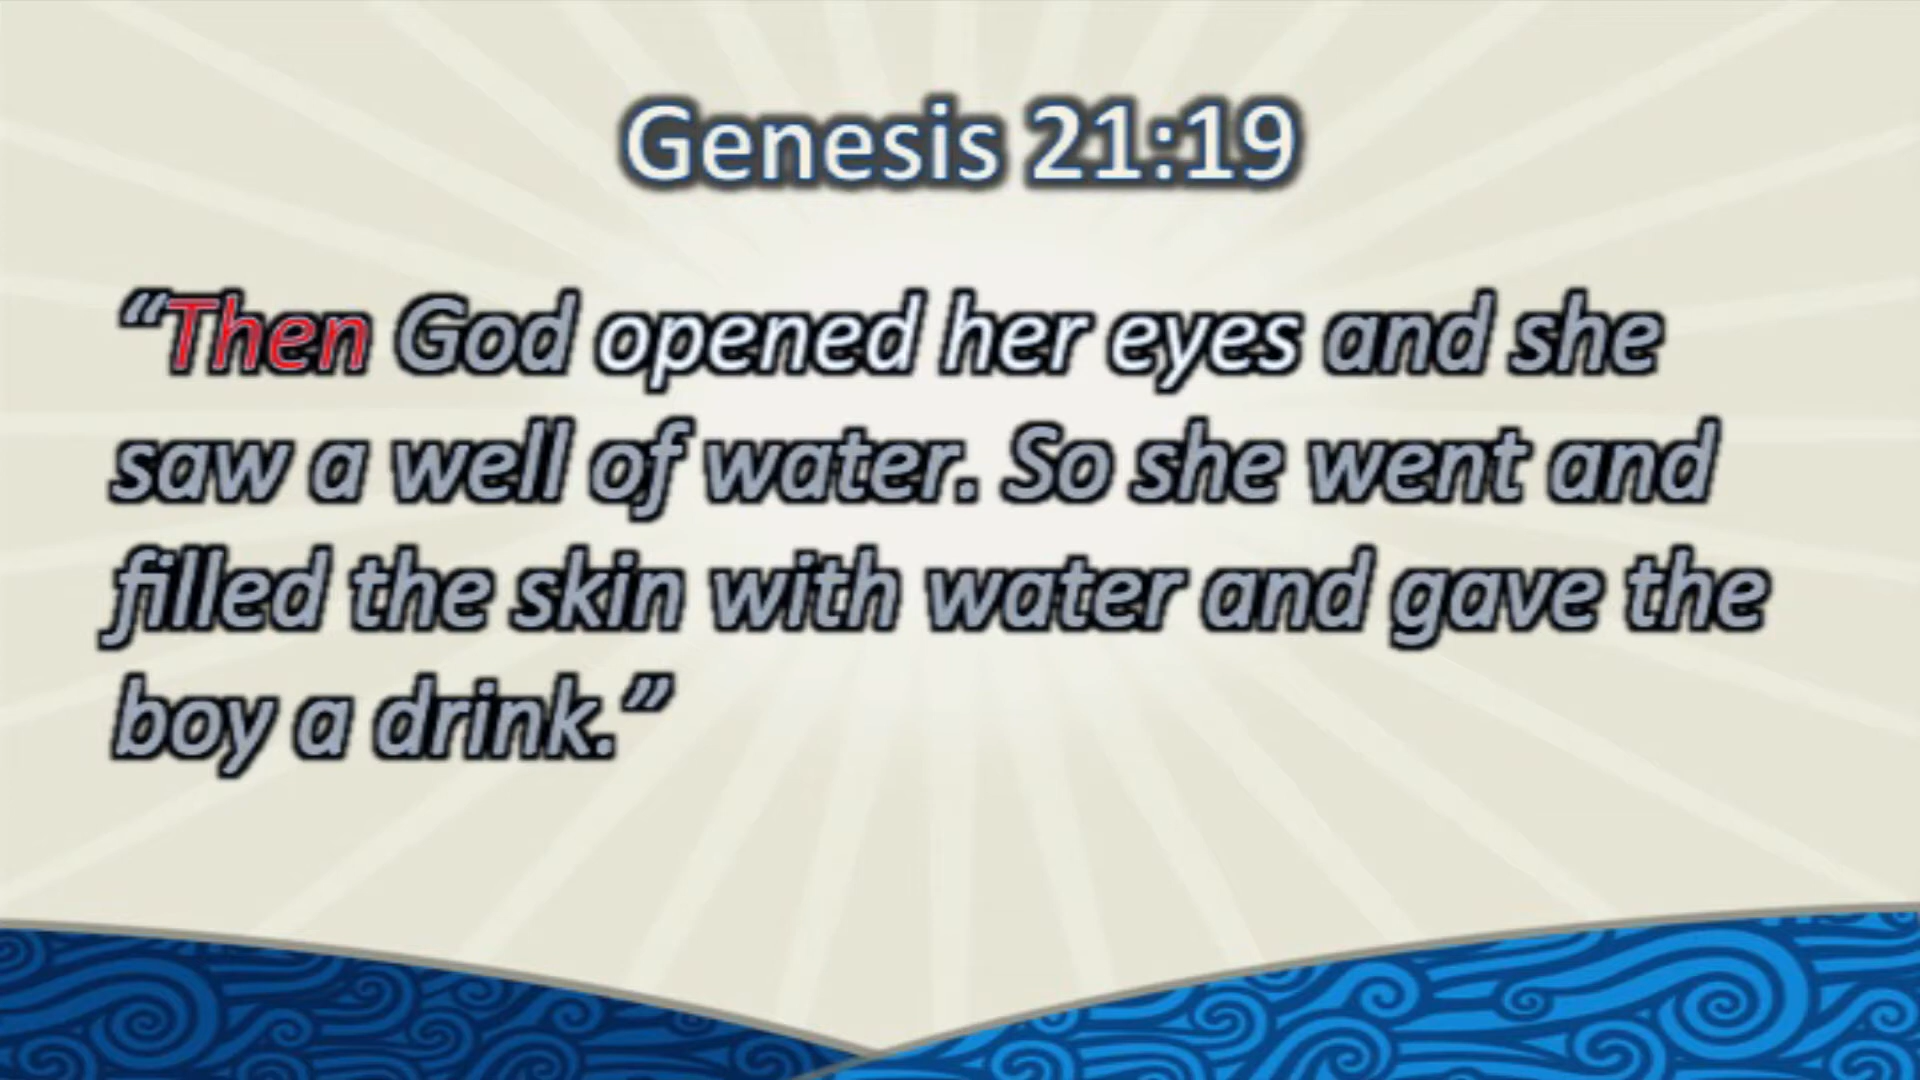 Genesis 21:19
“Then God opened her eyes and she
saw a well of water. So she went and
filled the skin with water and gave the
boy a drink.”